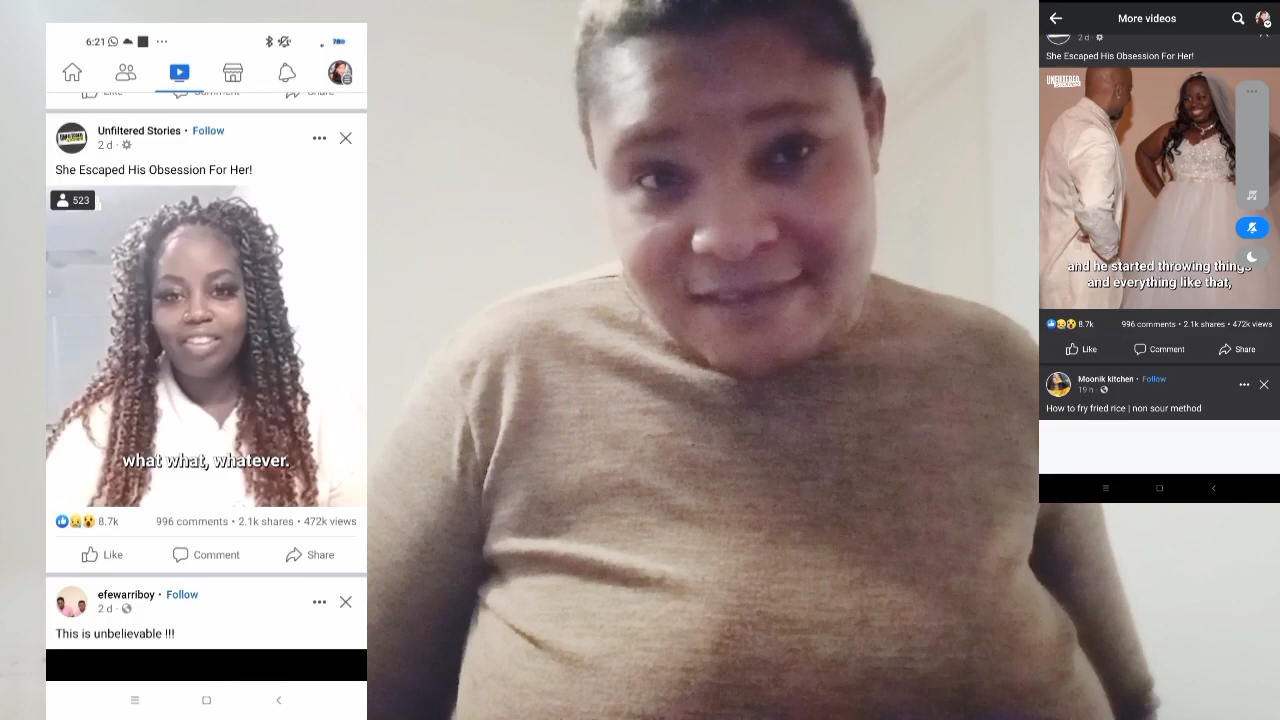 6:21
Like Comment Share
Unfiltered Stories • Follow
2 d
She Escaped His Obsession For Her!
523
what what, whatever.
8.7k 996 comments • 2.1k shares • 472k views
Like Comment Share
efewarriboy • Follow
2 d
This is unbelievable !!!
More videos
2 d
She Escaped His Obsession For Her!
UNFILTERED
and he started throwing things
and everything like that,
8.7k 996 comments • 2.1k shares • 472k views
Like Comment Share
Moonik kitchen • Follow
19 h
How to fry fried rice | non sour method